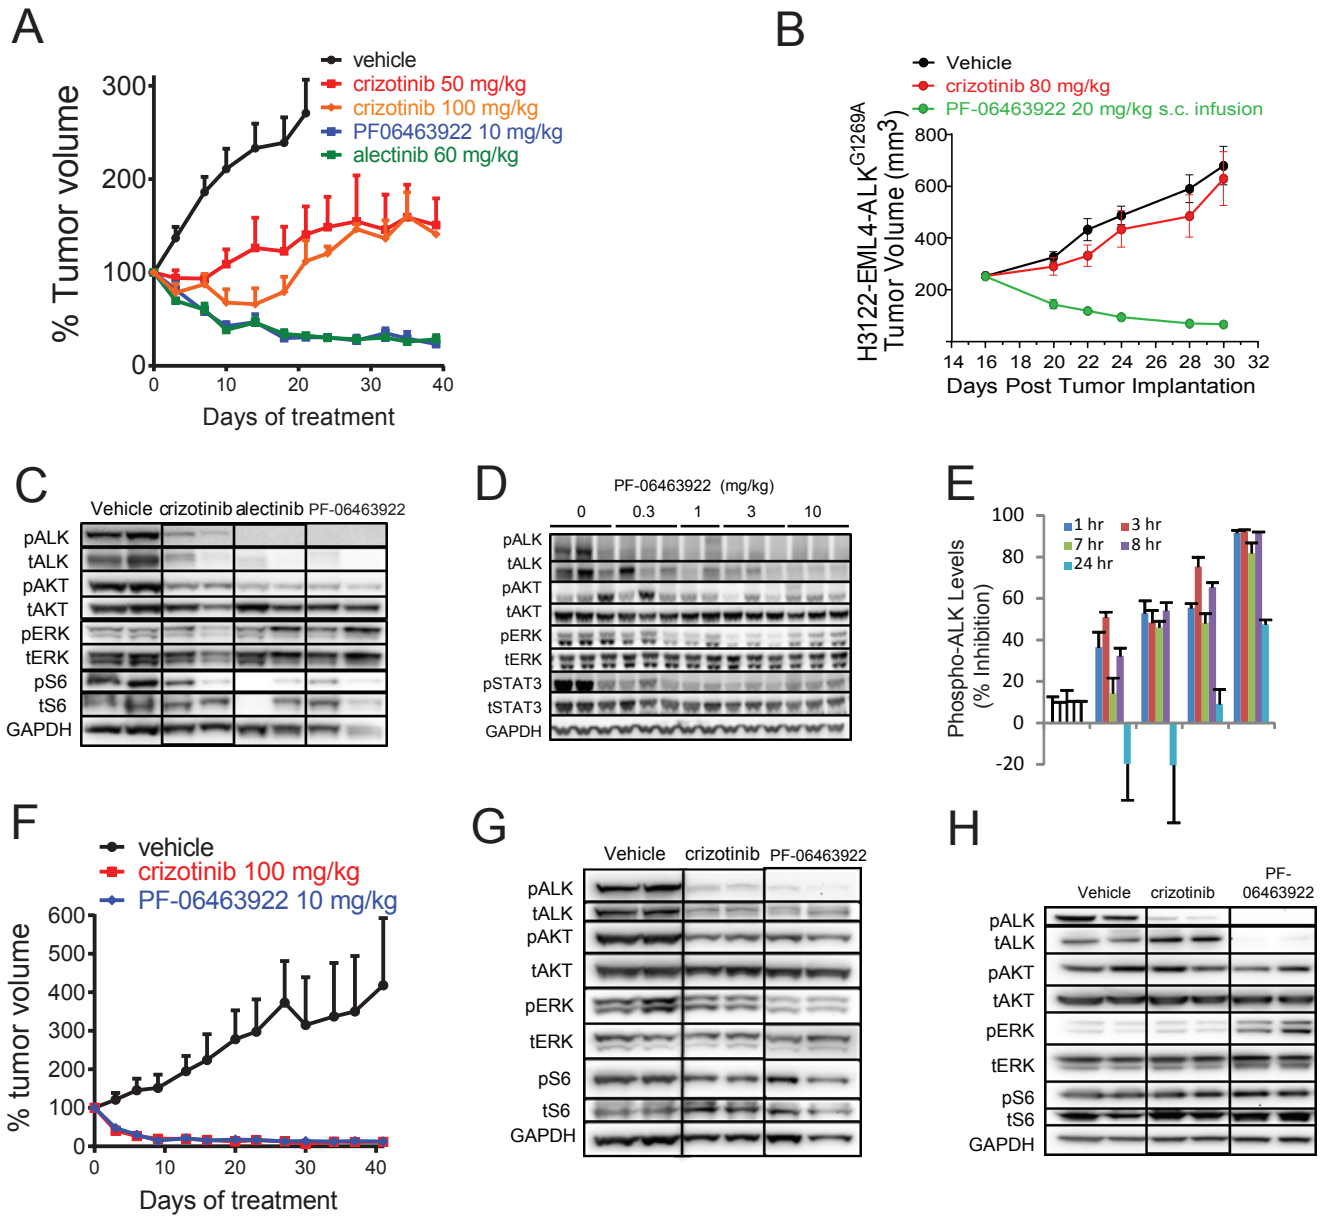 A
vehicle
crizotinib 50 mg/kg
crizotinib 100 mg/kg
PF06463922 10 mg/kg
alectinib 60 mg/kg
% Tumor volume
300
200
100
0
0 10 20 30 40
Days of treatment
B
Vehicle
crizotinib 80 mg/kg
PF-06463922 20 mg/kg s.c. infusion
H3122-EML4-ALK^G1269A
Tumor Volume (mm3)
800
600
400
200
14 16 18 20 22 24 26 28 30 32
Days Post Tumor Implantation
C
Vehicle crizotinib alectinib PF-06463922
pALK
tALK
pAKT
tAKT
pERK
tERK
pS6
tS6
GAPDH
D
PF-06463922 (mg/kg)
0 0.3 1 3 10
pALK
tALK
pAKT
tAKT
pERK
tERK
pSTAT3
tSTAT3
GAPDH
E
Phospho-ALK Levels
(% Inhibition)
100
80
60
40
20
0
-20
1 hr 3 hr
7 hr 8 hr
24 hr
F
vehicle
crizotinib 100 mg/kg
PF-06463922 10 mg/kg
% tumor volume
600
400
300
200
100
0
0 10 20 30 40
Days of treatment
G
Vehicle crizotinib PF-06463922
pALK
tALK
pAKT
tAKT
pERK
tERK
pS6
tS6
GAPDH
H
Vehicle crizotinib PF-
06463922
pALK
tALK
pAKT
tAKT
pERK
tERK
pS6
tS6
GAPDH